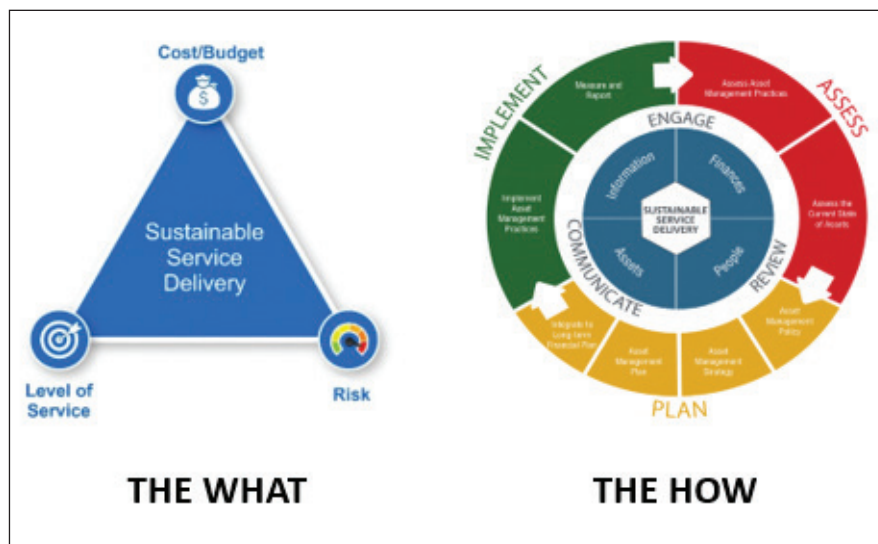 Cost/Budget
$
Sustainable
Service
Delivery
Level of
Service
Risk
THE WHAT
IMPLEMENT
ASSESS
PLAN
Measure and
Report
Assess Asset
Management Practices
Implement
Asset
Management
Practices
Assess the
Current State
of Assets
Integrate to
Long-term
Financial Plan
Asset
Management
Plan
Asset
Management
Strategy
Asset
Management
Policy
ENGAGE
COMMUNICATE
REVIEW
Information
Finances
Assets
People
SUSTAINABLE
SERVICE
DELIVERY
THE HOW